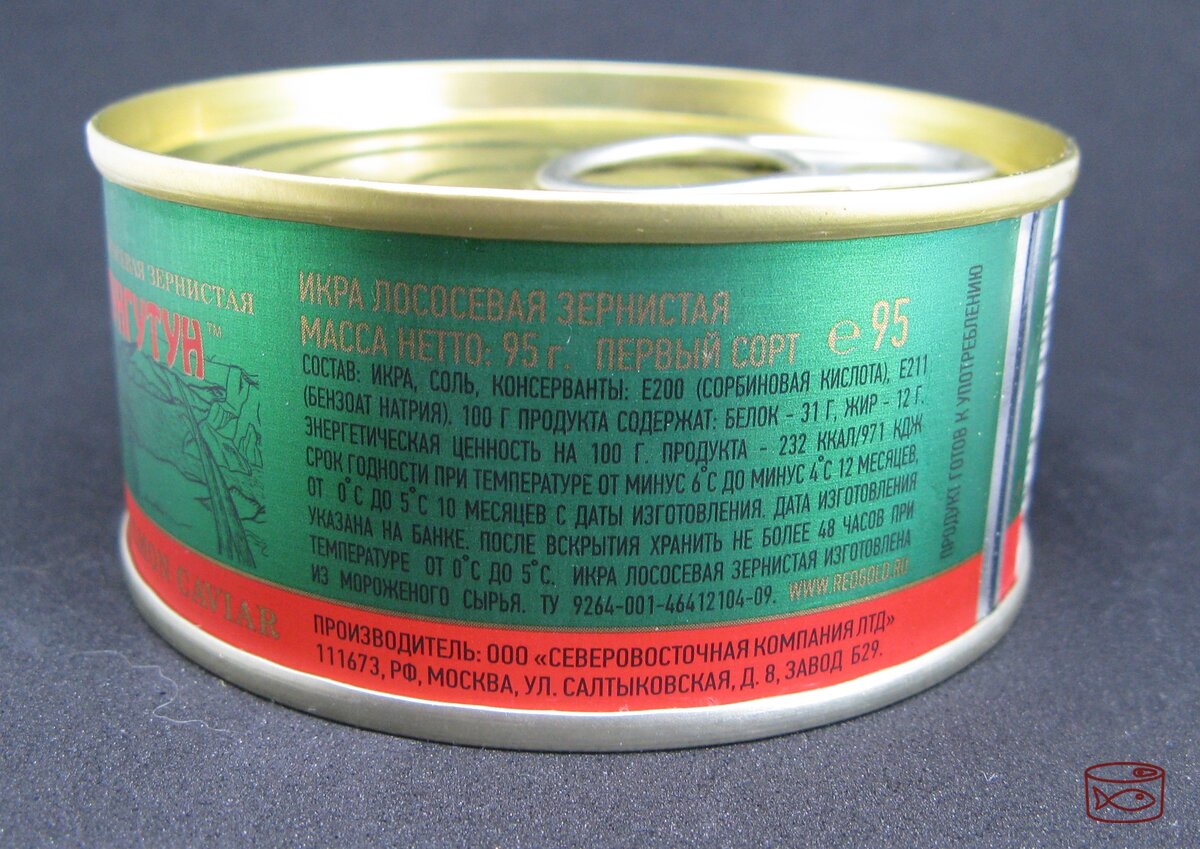 ЗЕРНИСТАЯ
™
MON CAVIAR
ИКРА ЛОСОСЕВАЯ ЗЕРНИСТАЯ
МАССА НЕТТО: 95 г. ПЕРВЫЙ СОРТ ℮ 95
СОСТАВ: ИКРА, СОЛЬ, КОНСЕРВАНТЫ: Е200 (СОРБИНОВАЯ КИСЛОТА), Е211
(БЕНЗОАТ НАТРИЯ). 100 Г ПРОДУКТА СОДЕРЖАТ: БЕЛОК - 31 Г, ЖИР - 12 Г.
ЭНЕРГЕТИЧЕСКАЯ ЦЕННОСТЬ НА 100 Г. ПРОДУКТА - 232 ККАЛ/971 КДЖ
СРОК ГОДНОСТИ ПРИ ТЕМПЕРАТУРЕ ОТ МИНУС 6°С ДО МИНУС 4°С 12 МЕСЯЦЕВ,
ОТ 0°С ДО 5°С 10 МЕСЯЦЕВ С ДАТЫ ИЗГОТОВЛЕНИЯ. ДАТА ИЗГОТОВЛЕНИЯ
УКАЗАНА НА БАНКЕ. ПОСЛЕ ВСКРЫТИЯ ХРАНИТЬ НЕ БОЛЕЕ 48 ЧАСОВ ПРИ
ТЕМПЕРАТУРЕ ОТ 0°С ДО 5°С. ИКРА ЛОСОСЕВАЯ ЗЕРНИСТАЯ ИЗГОТОВЛЕНА
ИЗ МОРОЖЕНОГО СЫРЬЯ. ТУ 9264-001-46412104-09. WWW.REDGOLD.RU
ПРОИЗВОДИТЕЛЬ: ООО «СЕВЕРОВОСТОЧНАЯ КОМПАНИЯ ЛТД»
111673, РФ, МОСКВА, УЛ. САЛТЫКОВСКАЯ, Д. 8, ЗАВОД Б29.
ПРОДУКТ ГОТОВ К УПОТРЕБЛЕНИЮ